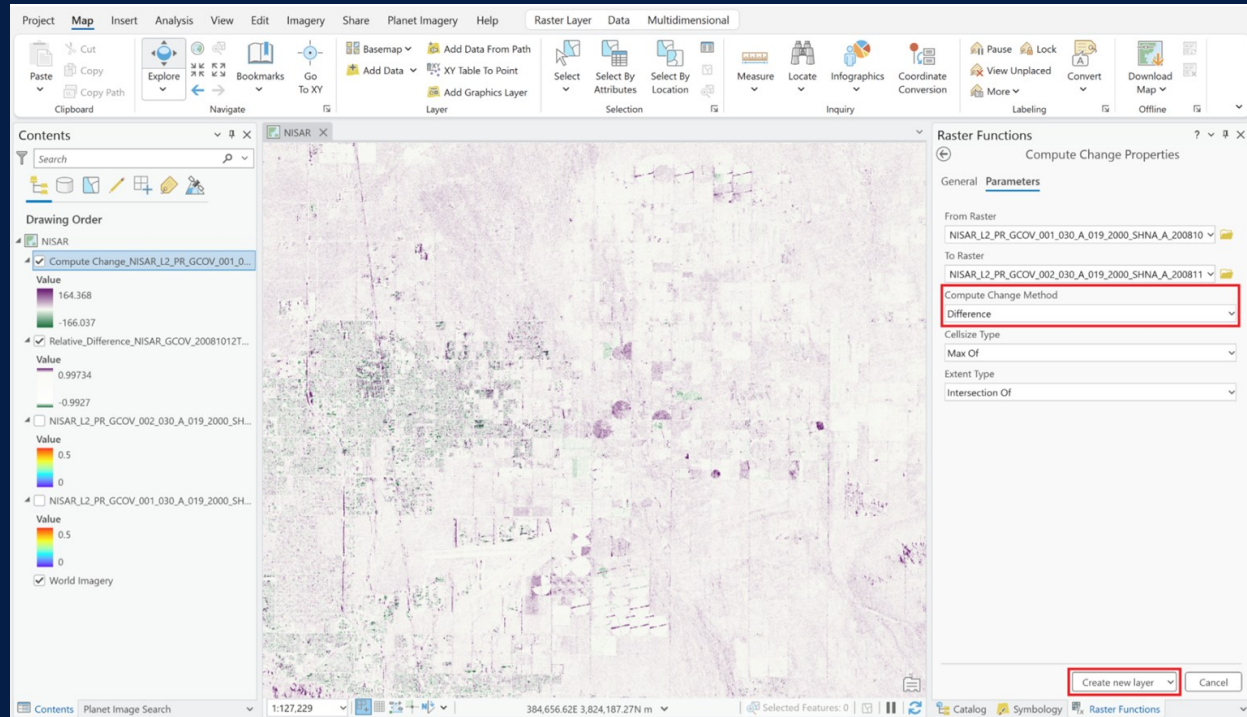 Project Map Insert Analysis View Edit Imagery Share Planet Imagery Help Raster Layer Data Multidimensional
Paste
Cut
Copy
Copy Path
Clipboard
Explore
Bookmarks
Go To XY
Navigate
Basemap
Add Data
Add Data From Path
XY Table To Point
Add Graphics Layer
Layer
Select
Select By Attributes
Select By Location
Selection
Measure
Locate
Infographics
Coordinate Conversion
Inquiry
Pause
Lock
View Unplaced
More
Convert
Labeling
Download Map
Offline
Contents
Search
Drawing Order
NISAR
Compute Change_NISAR_L2_PR_GCOV_001_0...
Value
164.368
-166.037
Relative_Difference_NISAR_GCOV_20081012T...
Value
0.99734
-0.9927
NISAR_L2_PR_GCOV_002_030_A_019_2000_SH...
Value
0.5
0
NISAR_L2_PR_GCOV_001_030_A_019_2000_SH...
Value
0.5
0
World Imagery
Contents Planet Image Search
NISAR
1:127,229
384,656.62E 3,824,187.27N m
Selected Features: 0
Raster Functions
Compute Change Properties
General Parameters
From Raster
NISAR_L2_PR_GCOV_001_030_A_019_2000_SHNA_A_200810
To Raster
NISAR_L2_PR_GCOV_002_030_A_019_2000_SHNA_A_200811
Compute Change Method
Difference
Cellsize Type
Max Of
Extent Type
Intersection Of
Create new layer
Cancel
Catalog Symbology Raster Functions